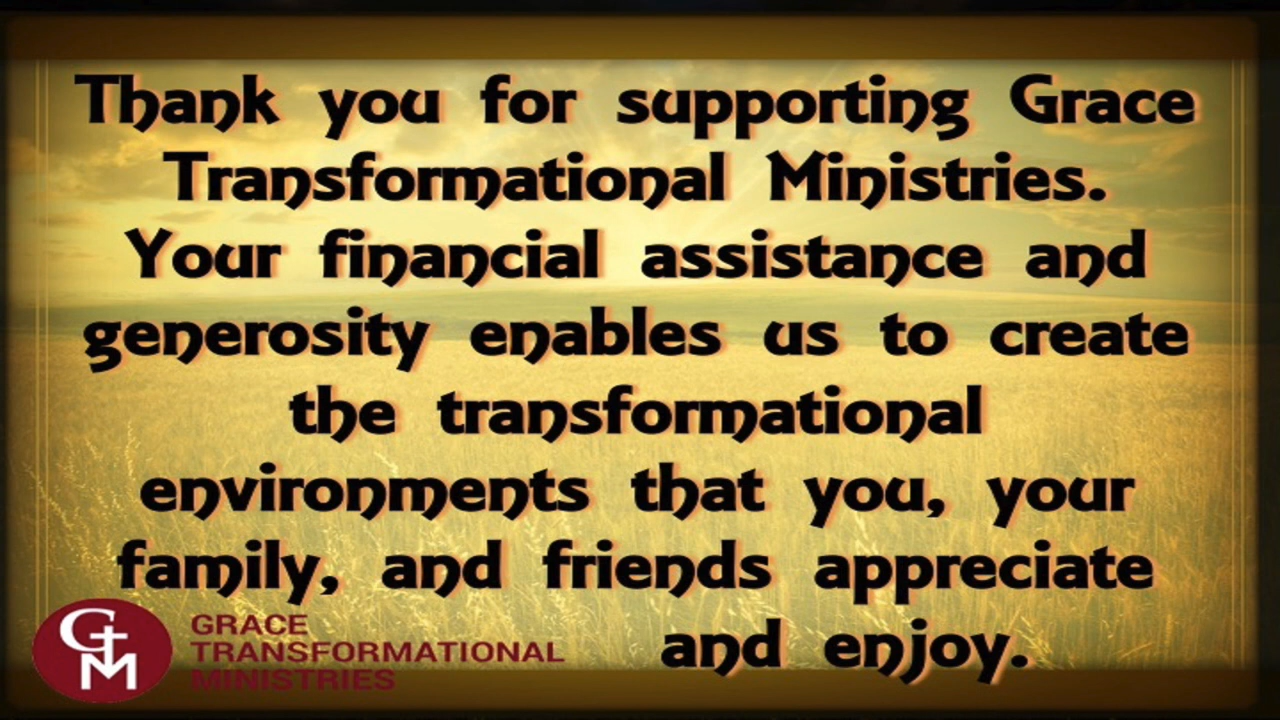 Thank you for supporting Grace
Transformational Ministries.
Your financial assistance and
generosity enables us to create
the transformational
environments that you, your
family, and friends appreciate
and enjoy.
GTM
GRACE
TRANSFORMATIONAL
MINISTRIES